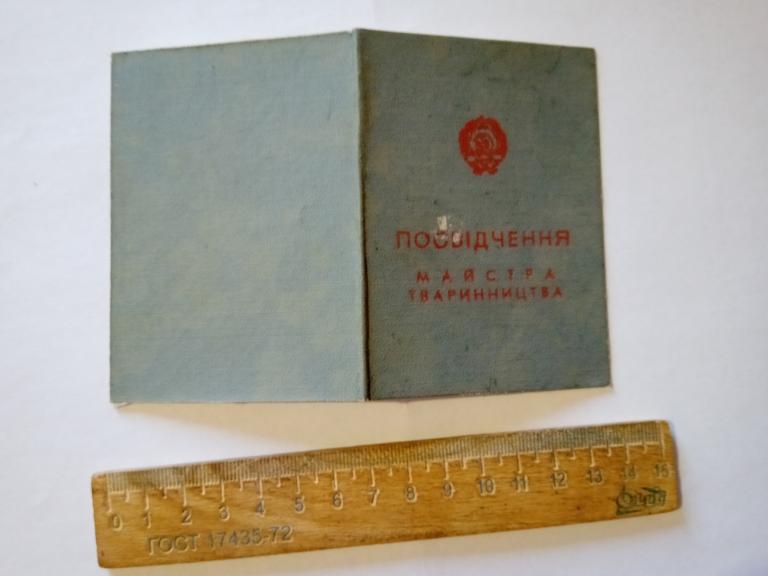 ПОСВІДЧЕННЯ
МАЙСТРА
ТВАРИННИЦТВА
0 1 2 3 4 5 6 7 8 9 10 11 12 13 14 15
ГОСТ 17435-72